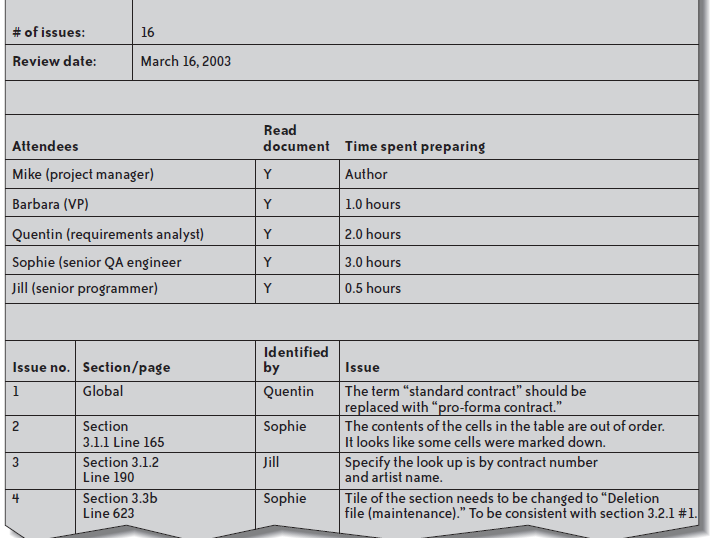 # of issues: 16
Review date: March 16, 2003
Read
Attendees document Time spent preparing
Mike (project manager) Y Author
Barbara (VP) Y 1.0 hours
Quentin (requirements analyst) Y 2.0 hours
Sophie (senior QA engineer Y 3.0 hours
Jill (senior programmer) Y 0.5 hours
Identified
Issue no. Section/page by Issue
1 Global Quentin The term “standard contract” should be
replaced with “pro-forma contract.”
2 Section Sophie The contents of the cells in the table are out of order.
3.1.1 Line 165 It looks like some cells were marked down.
3 Section 3.1.2 Jill Specify the look up is by contract number
Line 190 and artist name.
4 Section 3.3b Sophie Tile of the section needs to be changed to “Deletion
Line 623 file (maintenance).” To be consistent with section 3.2.1 #1.